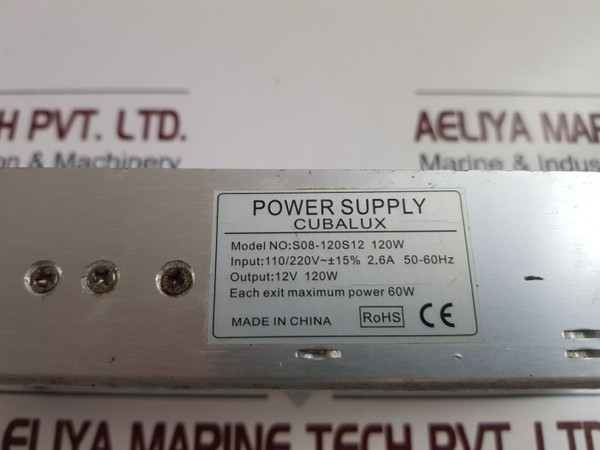 H PVT. LTD.
on & Machinery
AELIYA MARI
Marine & Indus
POWER SUPPLY
CUBALUX
Model NO:S08-120S12 120W
Input:110/220V~±15% 2.6A 50-60Hz
Output:12V 120W
Each exit maximum power 60W
MADE IN CHINA RoHS CE
ELIYA MARINE TECH PVT. LTD.